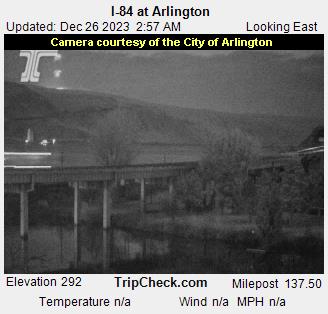 I-84 at Arlington
Updated: Dec 26 2023 2:57 AM Looking East
Camera courtesy of the City of Arlington
Elevation 292 TripCheck.com Milepost 137.50
Temperature n/a Wind n/a MPH n/a